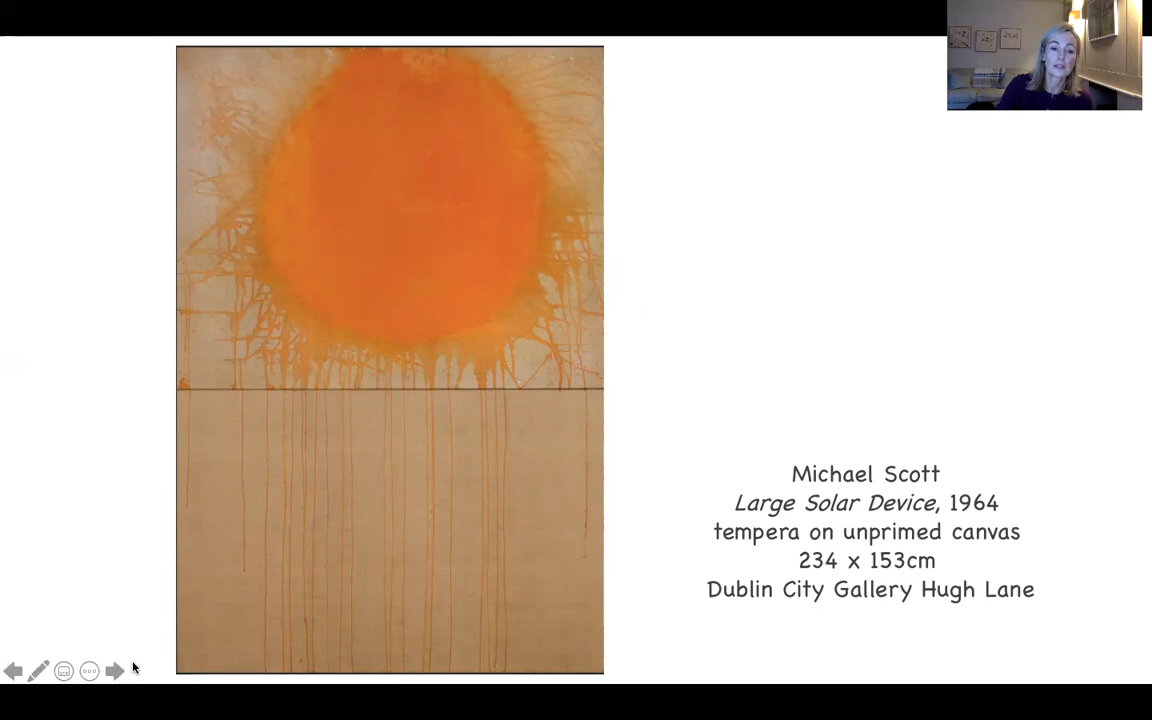 Michael Scott
Large Solar Device, 1964
tempera on unprimed canvas
234 x 153cm
Dublin City Gallery Hugh Lane